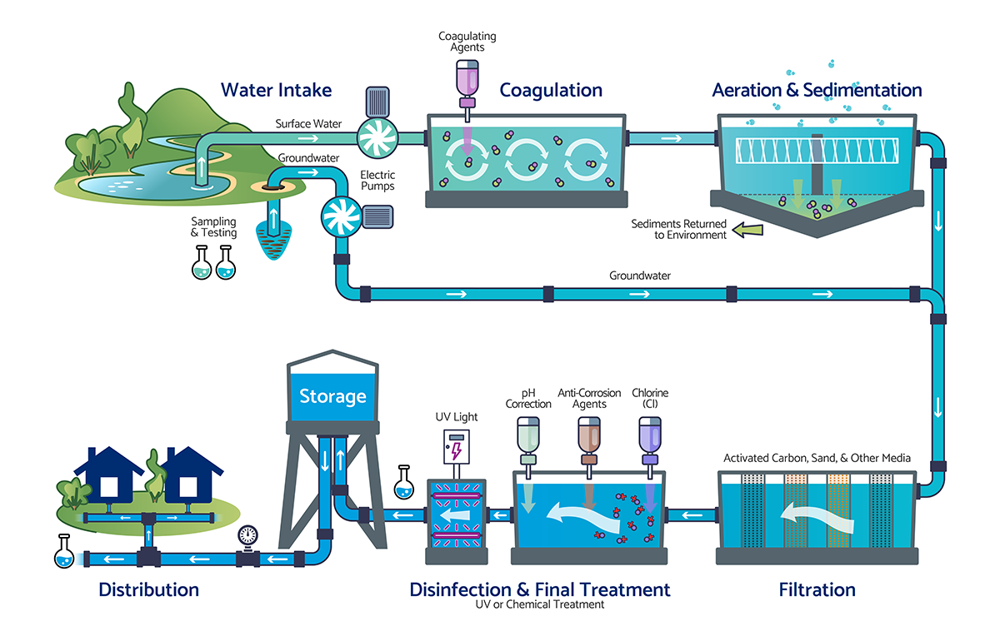 Coagulating
Agents
Water Intake
Coagulation
Aeration & Sedimentation
Surface Water
Groundwater
Electric
Pumps
Sampling
& Testing
Sediments Returned
to Environment
Groundwater
Storage
UV Light
pH
Correction
Anti-Corrosion
Agents
Chlorine
(Cl)
Activated Carbon, Sand, & Other Media
Distribution
Disinfection & Final Treatment
UV or Chemical Treatment
Filtration